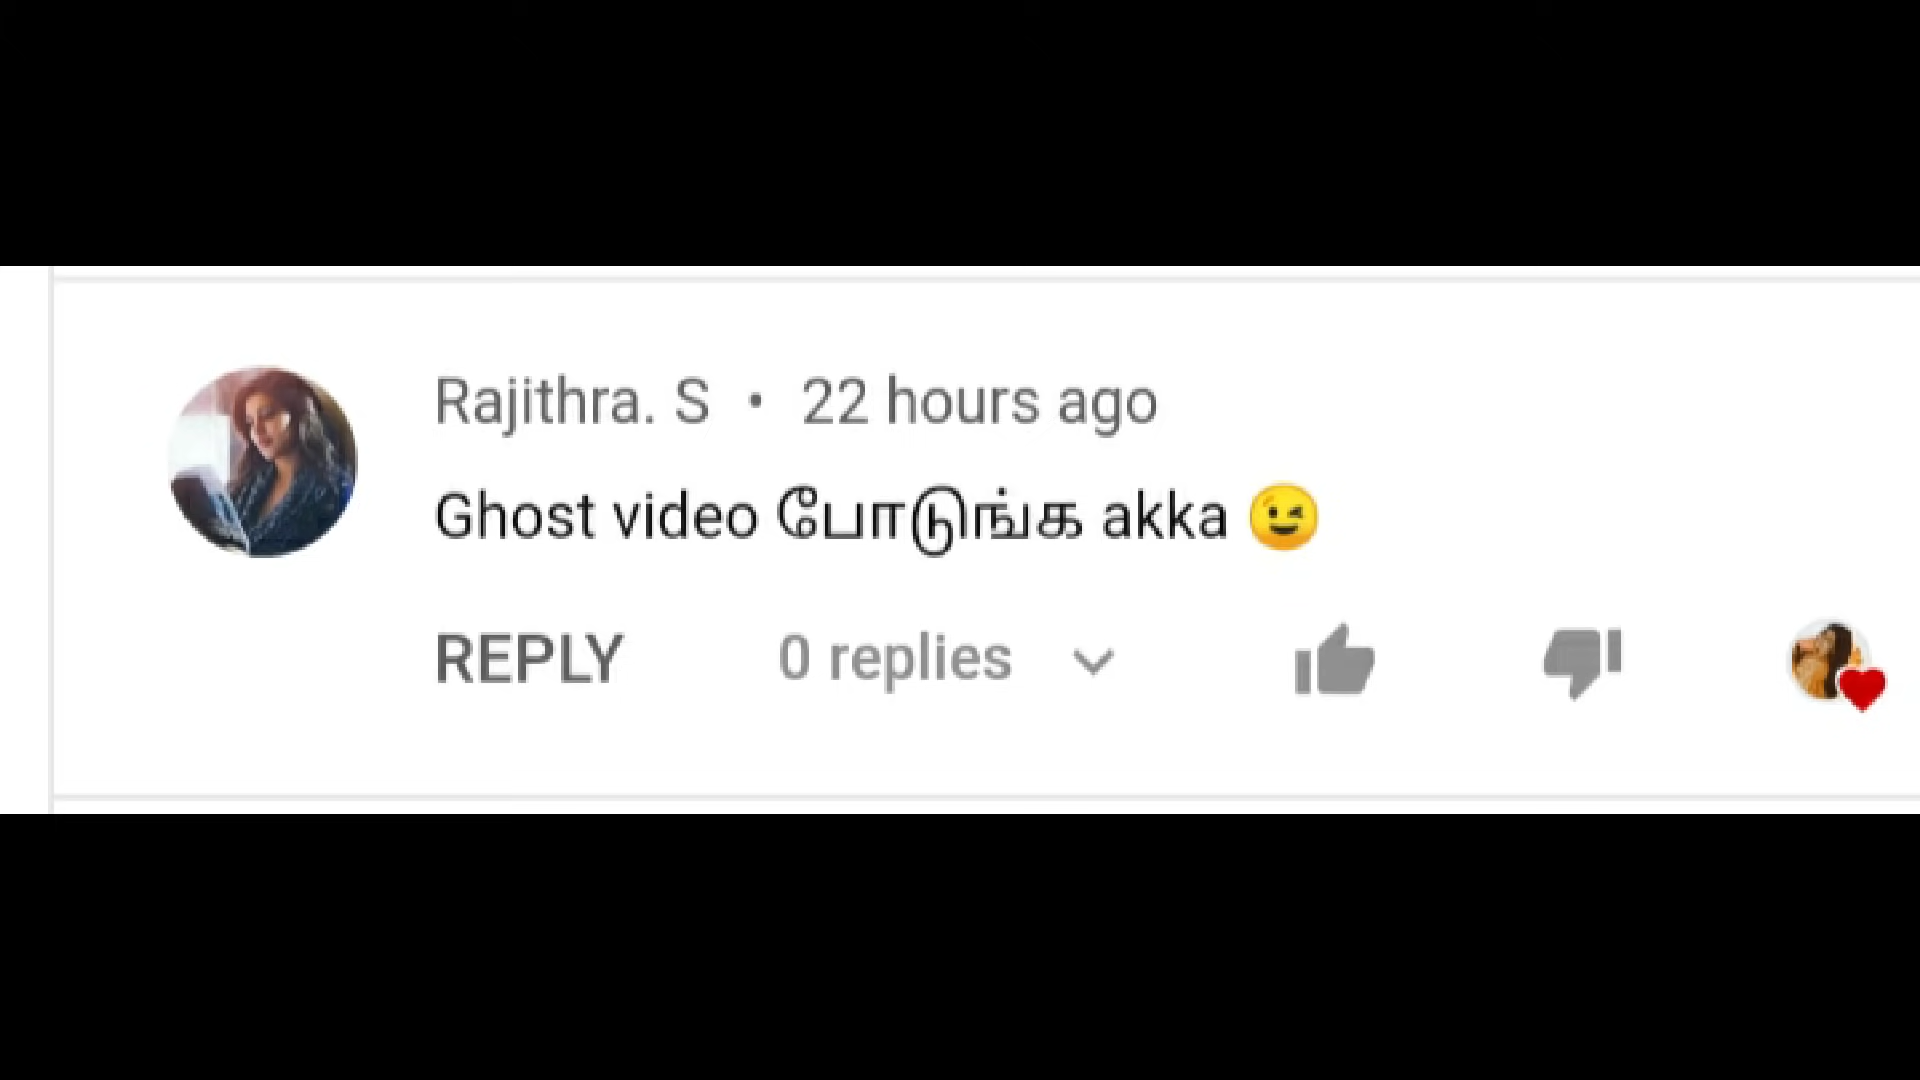 Rajithra. S • 22 hours ago
Ghost video போடுங்க akka 😉
REPLY 0 replies